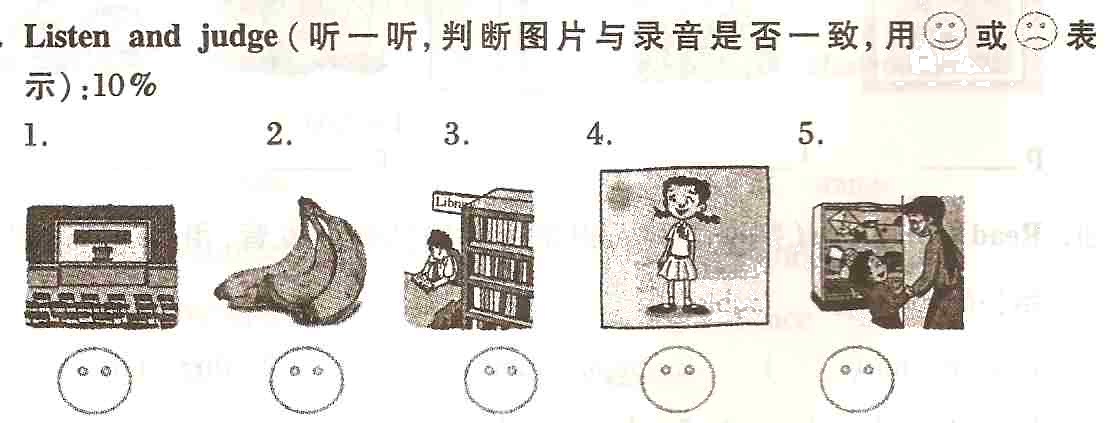 . Listen and judge (听一听,判断图片与录音是否一致,用 或 表
示):10%
1. 2. 3. 4. 5.
Libra